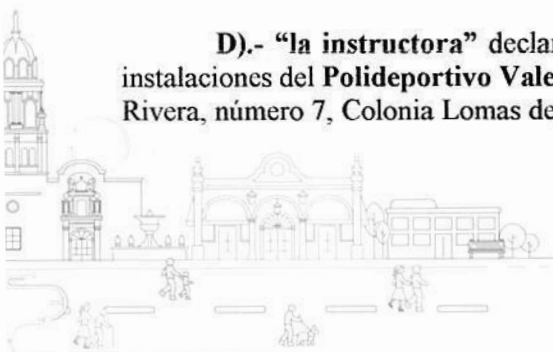 D).- “la instructora” declar
instalaciones del Polideportivo Vale
Rivera, número 7, Colonia Lomas de